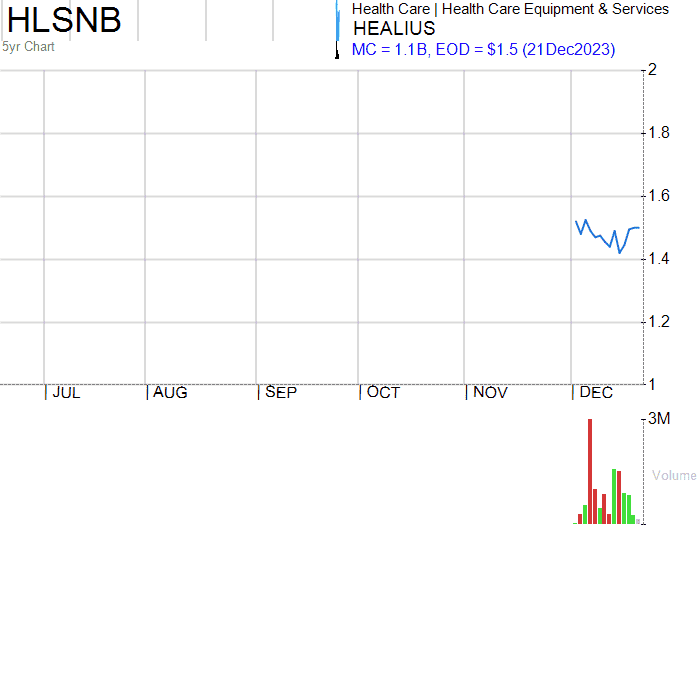 HLSNB
5yr Chart
Health Care | Health Care Equipment & Services
HEALIUS
MC = 1.1B, EOD = $1.5 (21Dec2023)
2
1.8
1.6
1.4
1.2
1
JUL AUG SEP OCT NOV DEC
3M
Volume